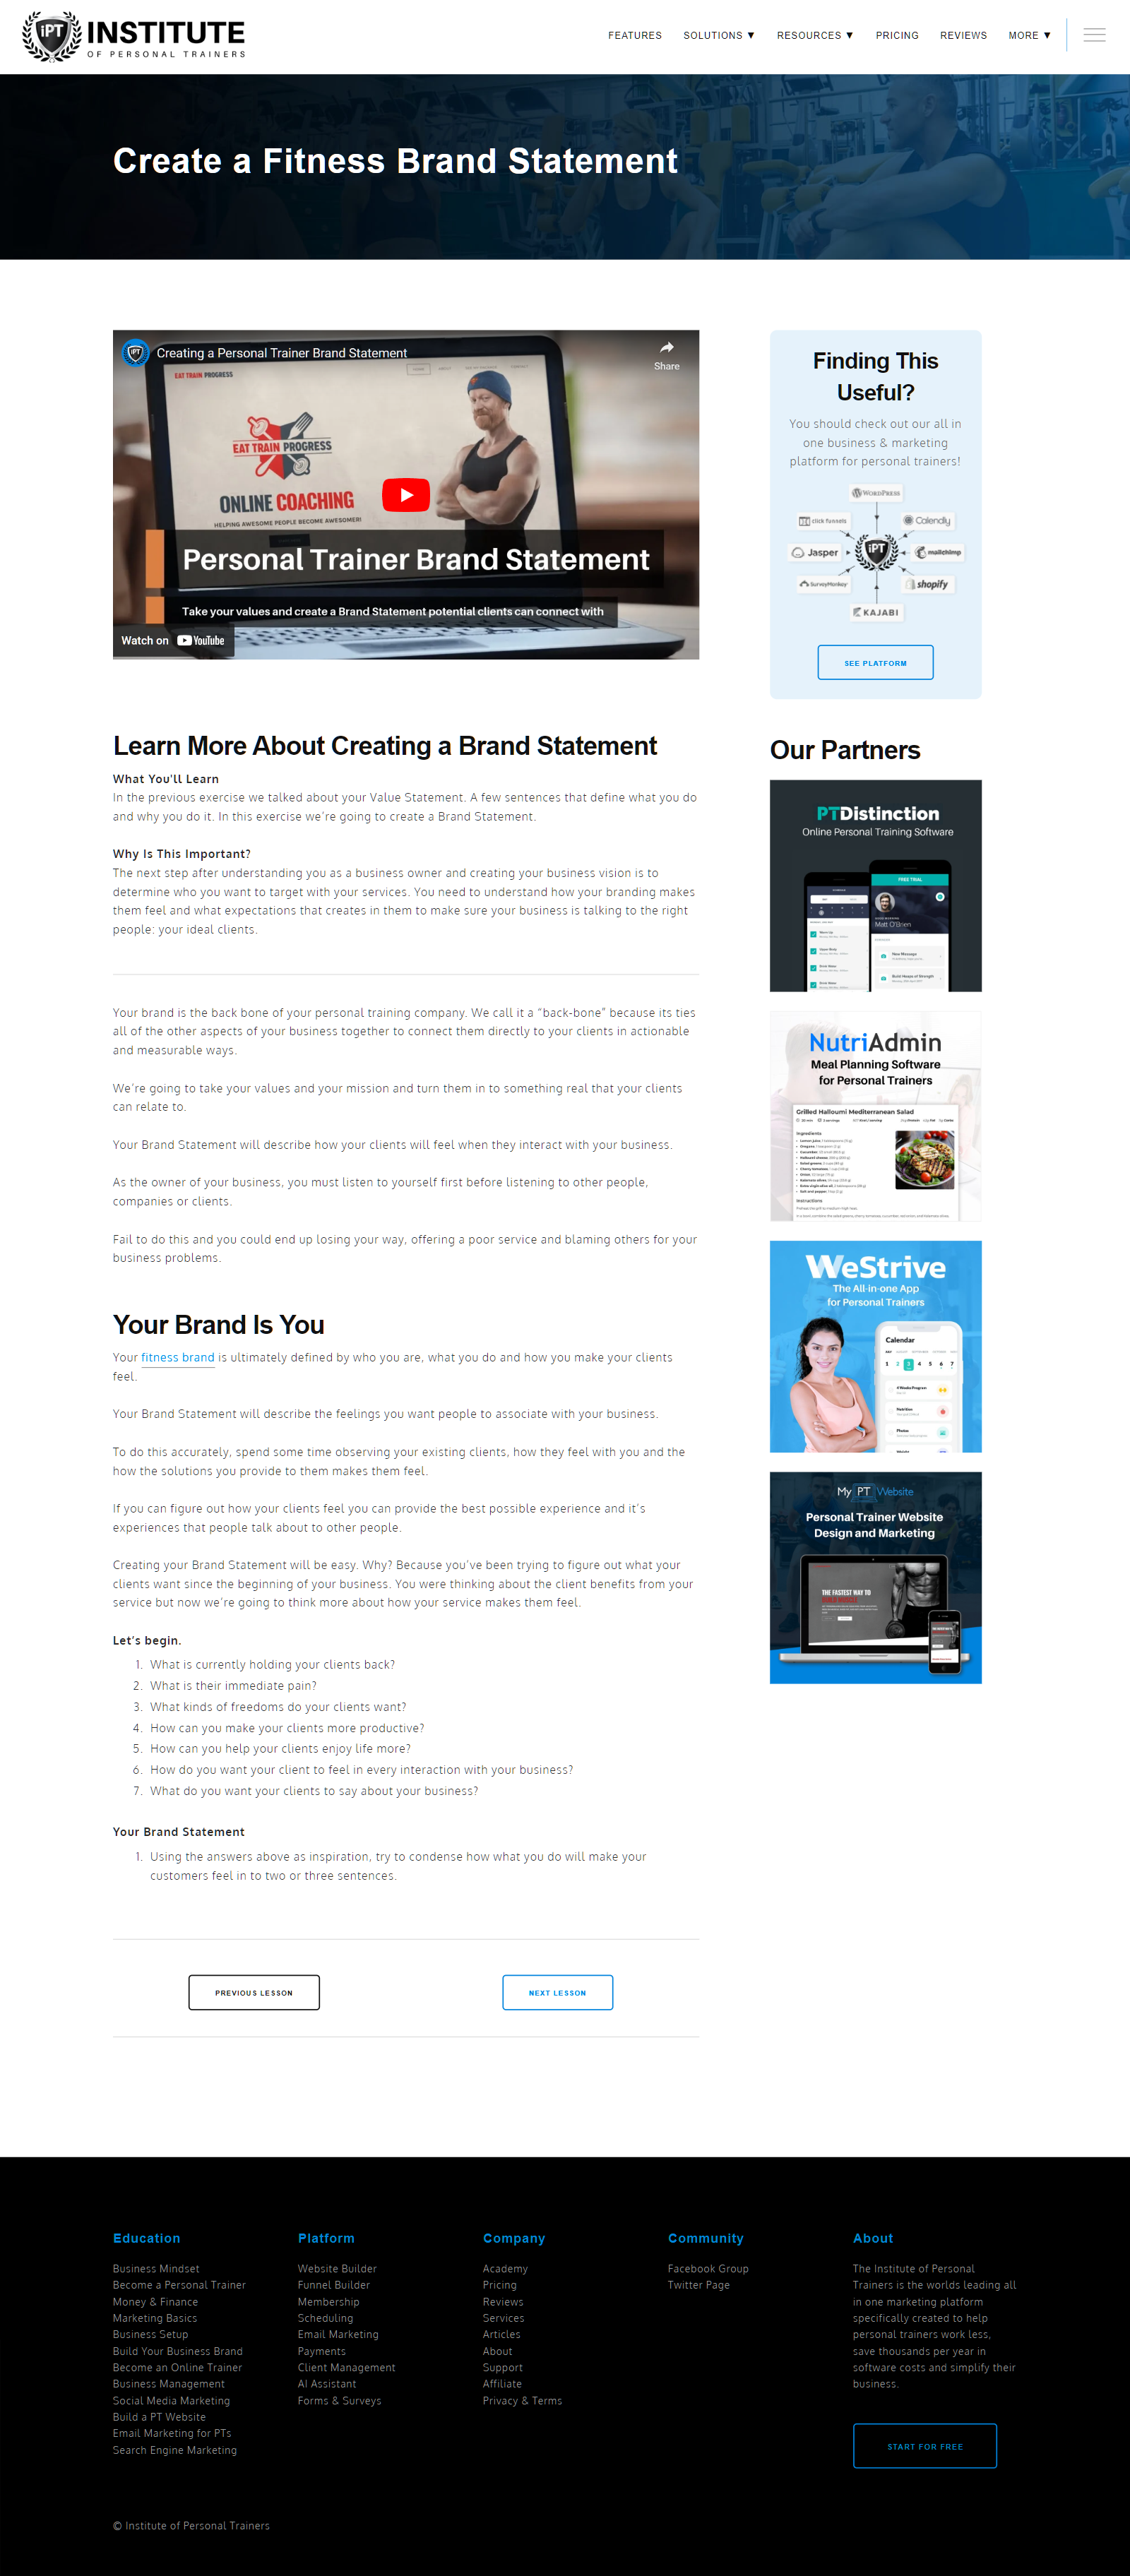 iPT INSTITUTE
OF PERSONAL TRAINERS
FEATURES
SOLUTIONS ▼
RESOURCES ▼
PRICING
REVIEWS
MORE ▼
Create a Fitness Brand Statement
iPT
Creating a Personal Trainer Brand Statement
Share
EAT TRAIN PROGRESS
HOME
EAT TRAIN PROGRESS
ONLINE COACHING
HELPING AWESOME PEOPLE BECOME AWESOMER!
Personal Trainer Brand Statement
Take your values and create a Brand Statement potential clients can connect with
Watch on YouTube
Finding This
Useful?
You should check out our all in
one business & marketing
platform for personal trainers!
WORDPRESS
click funnels
Calendly
Jasper
iPT
mailchimp
SurveyMonkey
shopify
KAJABI
SEE PLATFORM
Learn More About Creating a Brand Statement
What You'll Learn
In the previous exercise we talked about your Value Statement. A few sentences that define what you do
and why you do it. In this exercise we're going to create a Brand Statement.
Why Is This Important?
The next step after understanding you as a business owner and creating your business vision is to
determine who you want to target with your services. You need to understand how your branding makes
them feel and what expectations that creates in them to make sure your business is talking to the right
people: your ideal clients.
Your brand is the back bone of your personal training company. We call it a “back-bone” because its ties
all of the other aspects of your business together to connect them directly to your clients in actionable
and measurable ways.
We're going to take your values and your mission and turn them in to something real that your clients
can relate to.
Your Brand Statement will describe how your clients will feel when they interact with your business.
As the owner of your business, you must listen to yourself first before listening to other people,
companies or clients.
Fail to do this and you could end up losing your way, offering a poor service and blaming others for your
business problems.
Your Brand Is You
Your fitness brand is ultimately defined by who you are, what you do and how you make your clients
feel.
Your Brand Statement will describe the feelings you want people to associate with your business.
To do this accurately, spend some time observing your existing clients, how they feel with you and the
how the solutions you provide to them makes them feel.
If you can figure out how your clients feel you can provide the best possible experience and it's
experiences that people talk about to other people.
Creating your Brand Statement will be easy. Why? Because you've been trying to figure out what your
clients want since the beginning of your business. You were thinking about the client benefits from your
service but now we're going to think more about how your service makes them feel.
Let's begin.
1. What is currently holding your clients back?
2. What is their immediate pain?
3. What kinds of freedoms do your clients want?
4. How can you make your clients more productive?
5. How can you help your clients enjoy life more?
6. How do you want your client to feel in every interaction with your business?
7. What do you want your clients to say about your business?
Your Brand Statement
1. Using the answers above as inspiration, try to condense how what you do will make your
customers feel in to two or three sentences.
PREVIOUS LESSON
NEXT LESSON
Our Partners
PTDistinction
Online Personal Training Software
FREE TRIAL
Matt O'Brien
New Message
Build Heaps of Strength
NutriAdmin
Meal Planning Software
for Personal Trainers
Grilled Halloumi Mediterranean Salad
Ingredients
Instructions
WeStrive
The All-in-one App
for Personal Trainers
Calendar
1 2 3 4 5 6 7
4 Weeks Program
Nutrition
Photos
Weight
My PT Website
Personal Trainer Website
Design and Marketing
THE FASTEST WAY TO
BUILD MUSCLE
Education
Business Mindset
Become a Personal Trainer
Money & Finance
Marketing Basics
Business Setup
Build Your Business Brand
Become an Online Trainer
Business Management
Social Media Marketing
Build a PT Website
Email Marketing for PTs
Search Engine Marketing
Platform
Website Builder
Funnel Builder
Membership
Scheduling
Email Marketing
Payments
Client Management
AI Assistant
Forms & Surveys
Company
Academy
Pricing
Reviews
Services
Articles
About
Support
Affiliate
Privacy & Terms
Community
Facebook Group
Twitter Page
About
The Institute of Personal
Trainers is the worlds leading all
in one marketing platform
specifically created to help
personal trainers work less,
save thousands per year in
software costs and simplify their
business.
START FOR FREE
© Institute of Personal Trainers